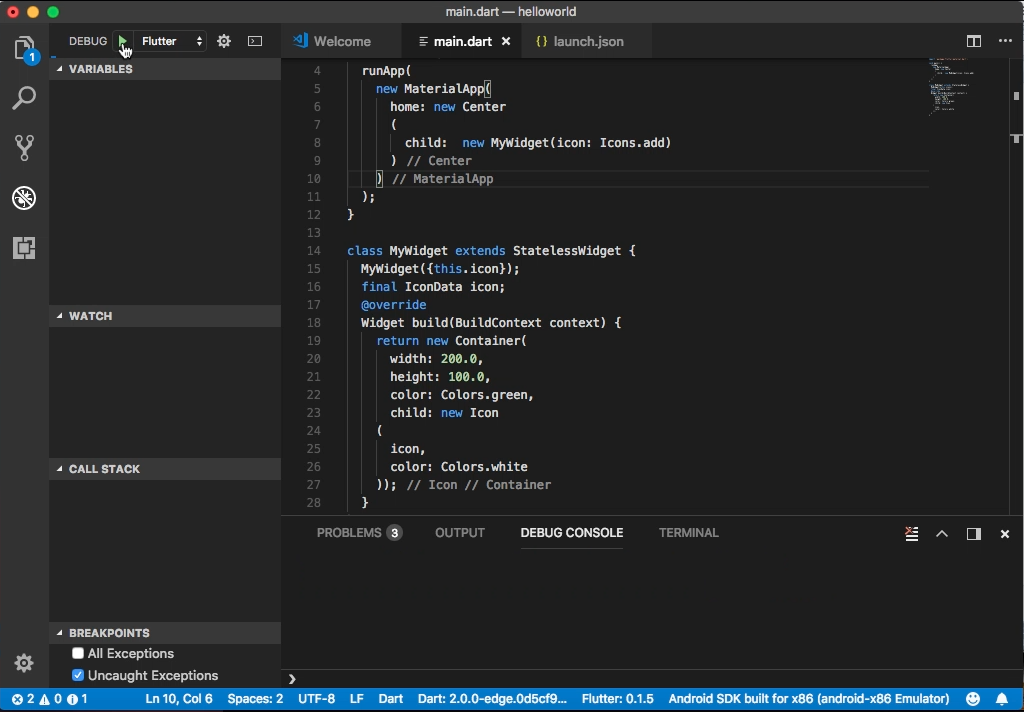 main.dart — helloworld
DEBUG Flutter
Welcome main.dart launch.json
1
VARIABLES
WATCH
CALL STACK
BREAKPOINTS
All Exceptions
Uncaught Exceptions
4 runApp(
5 new MaterialApp(
6 home: new Center
7 (
8 child:  new MyWidget(icon: Icons.add)
9 ) // Center
10 ) // MaterialApp
11 );
12 }
13
14 class MyWidget extends StatelessWidget {
15 MyWidget({this.icon});
16 final IconData icon;
17 @override
18 Widget build(BuildContext context) {
19 return new Container(
20 width: 200.0,
21 height: 100.0,
22 color: Colors.green,
23 child: new Icon
24 (
25 icon,
26 color: Colors.white
27 )); // Icon // Container
28 }
PROBLEMS 3 OUTPUT DEBUG CONSOLE TERMINAL
2 0 1 Ln 10, Col 6 Spaces: 2 UTF-8 LF Dart Dart: 2.0.0-edge.0d5cf9... Flutter: 0.1.5 Android SDK built for x86 (android-x86 Emulator)